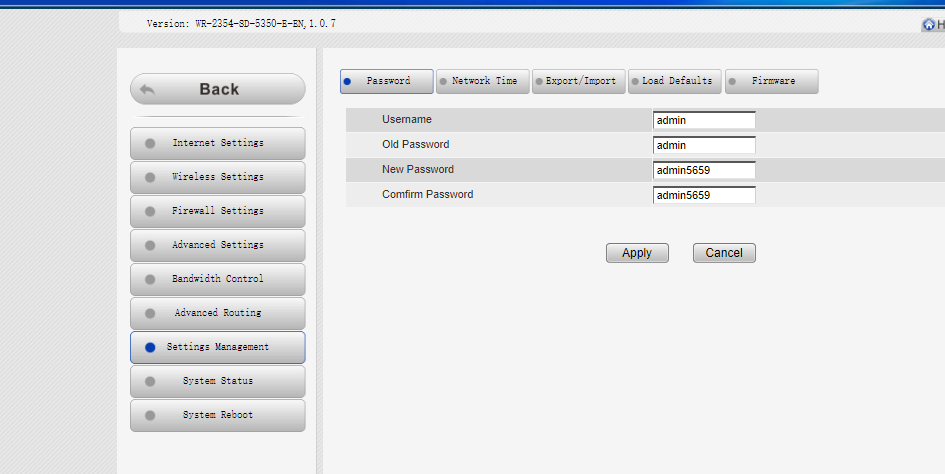 Version: WR-2354-SD-5350-E-EN,1.0.7
H
Back
Internet Settings
Wireless Settings
Firewall Settings
Advanced Settings
Bandwidth Control
Advanced Routing
Settings Management
System Status
System Reboot
Password Network Time Export/Import Load Defaults Firmware
Username admin
Old Password admin
New Password admin5659
Comfirm Password admin5659
Apply Cancel